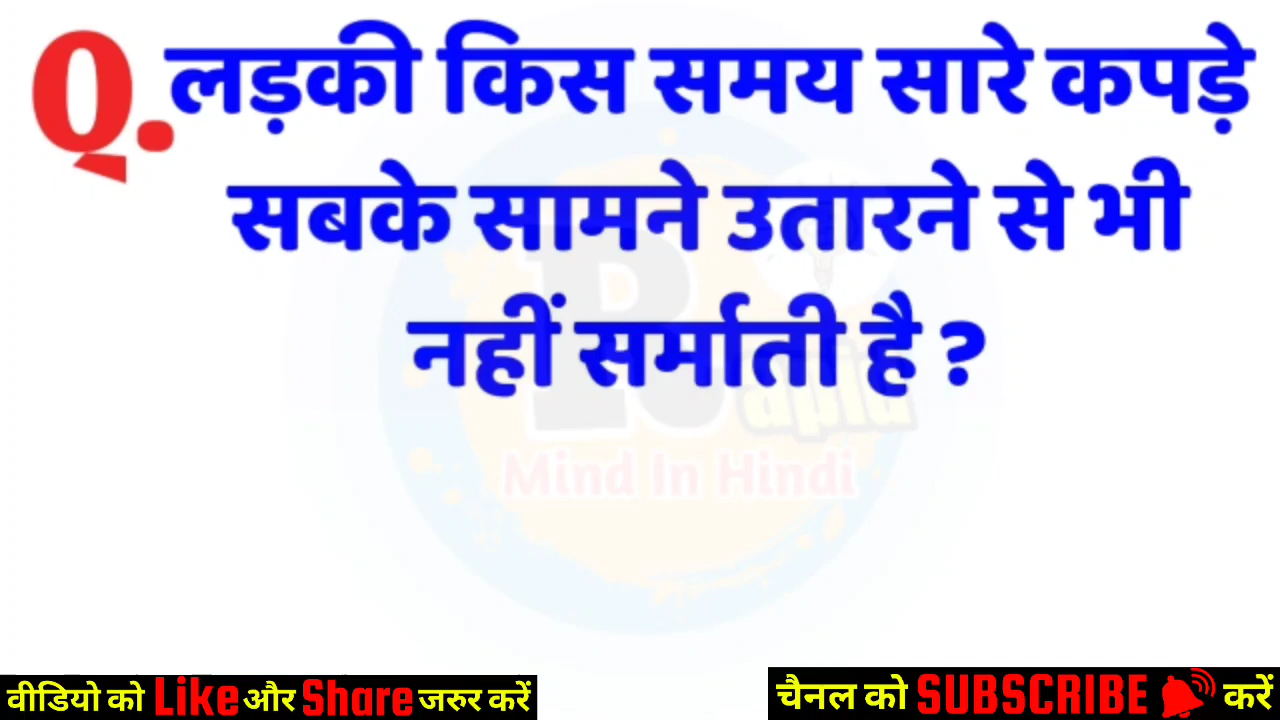 Q. लड़की किस समय सारे कपड़े
सबके सामने उतारने से भी
नहीं सर्माती है ?
R
apid
Mind In Hindi
वीडियो को Like और Share जरुर करें
चैनल को SUBSCRIBE करें